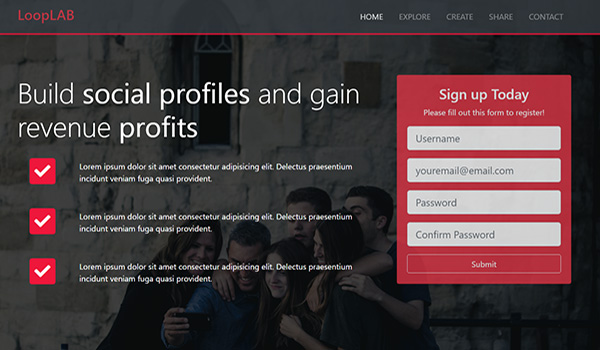 LoopLAB
HOME EXPLORE CREATE SHARE CONTACT
Build social profiles and gain
revenue profits
Lorem ipsum dolor sit amet consectetur adipisicing elit. Delectus praesentium
incidunt veniam fuga quasi provident.
Lorem ipsum dolor sit amet consectetur adipisicing elit. Delectus praesentium
incidunt veniam fuga quasi provident.
Lorem ipsum dolor sit amet consectetur adipisicing elit. Delectus praesentium
incidunt veniam fuga quasi provident.
Sign up Today
Please fill out this form to register!
Username
youremail@email.com
Password
Confirm Password
Submit